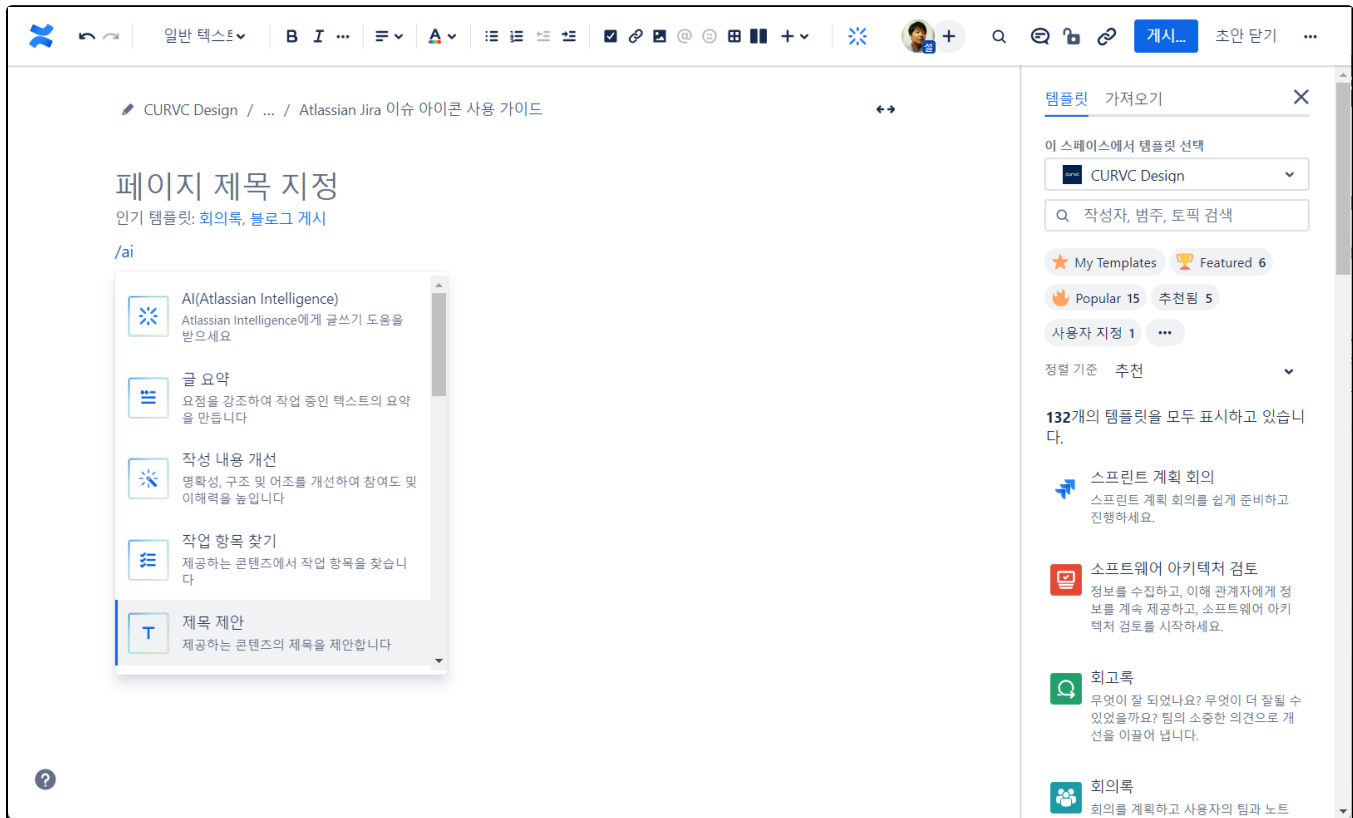 일반 텍스트
B I
A
@
설
게시...
초안 닫기
CURVC Design / ... / Atlassian Jira 이슈 아이콘 사용 가이드
페이지 제목 지정
인기 템플릿: 회의록, 블로그 게시
/ai
AI(Atlassian Intelligence)
Atlassian Intelligence에게 글쓰기 도움을
받으세요
글 요약
요점을 강조하여 작업 중인 텍스트의 요약
을 만듭니다
작성 내용 개선
명확성, 구조 및 어조를 개선하여 참여도 및
이해력을 높입니다
작업 항목 찾기
제공하는 콘텐츠에서 작업 항목을 찾습니
다
T
제목 제안
제공하는 콘텐츠의 제목을 제안합니다
템플릿 가져오기
이 스페이스에서 템플릿 선택
CURVC Design
작성자, 범주, 토픽 검색
My Templates
Featured 6
Popular 15
추천됨 5
사용자 지정 1
정렬 기준 추천
132개의 템플릿을 모두 표시하고 있습니
다.
스프린트 계획 회의
스프린트 계획 회의를 쉽게 준비하고
진행하세요.
소프트웨어 아키텍처 검토
정보를 수집하고, 이해 관계자에게 정
보를 계속 제공하고, 소프트웨어 아키
텍처 검토를 시작하세요.
회고록
무엇이 잘 되었나요? 무엇이 더 잘될 수
있었을까요? 팀의 소중한 의견으로 개
선을 이끌어 냅니다.
회의록
회의를 계획하고 사용자의 팀과 노트
?